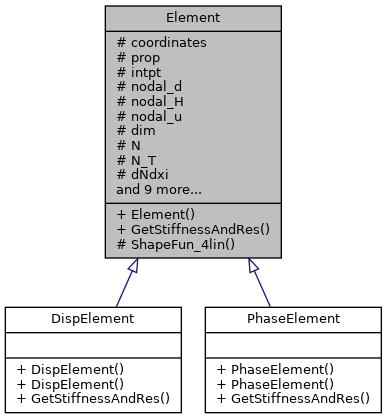 Element
# coordinates
# prop
# intpt
# nodal_d
# nodal_H
# nodal_u
# dim
# N
# N_T
# dNdxi
and 9 more...
+ Element()
+ GetStiffnessAndRes()
# ShapeFun_4lin()
DispElement
+ DispElement()
+ DispElement()
+ GetStiffnessAndRes()
PhaseElement
+ PhaseElement()
+ PhaseElement()
+ GetStiffnessAndRes()